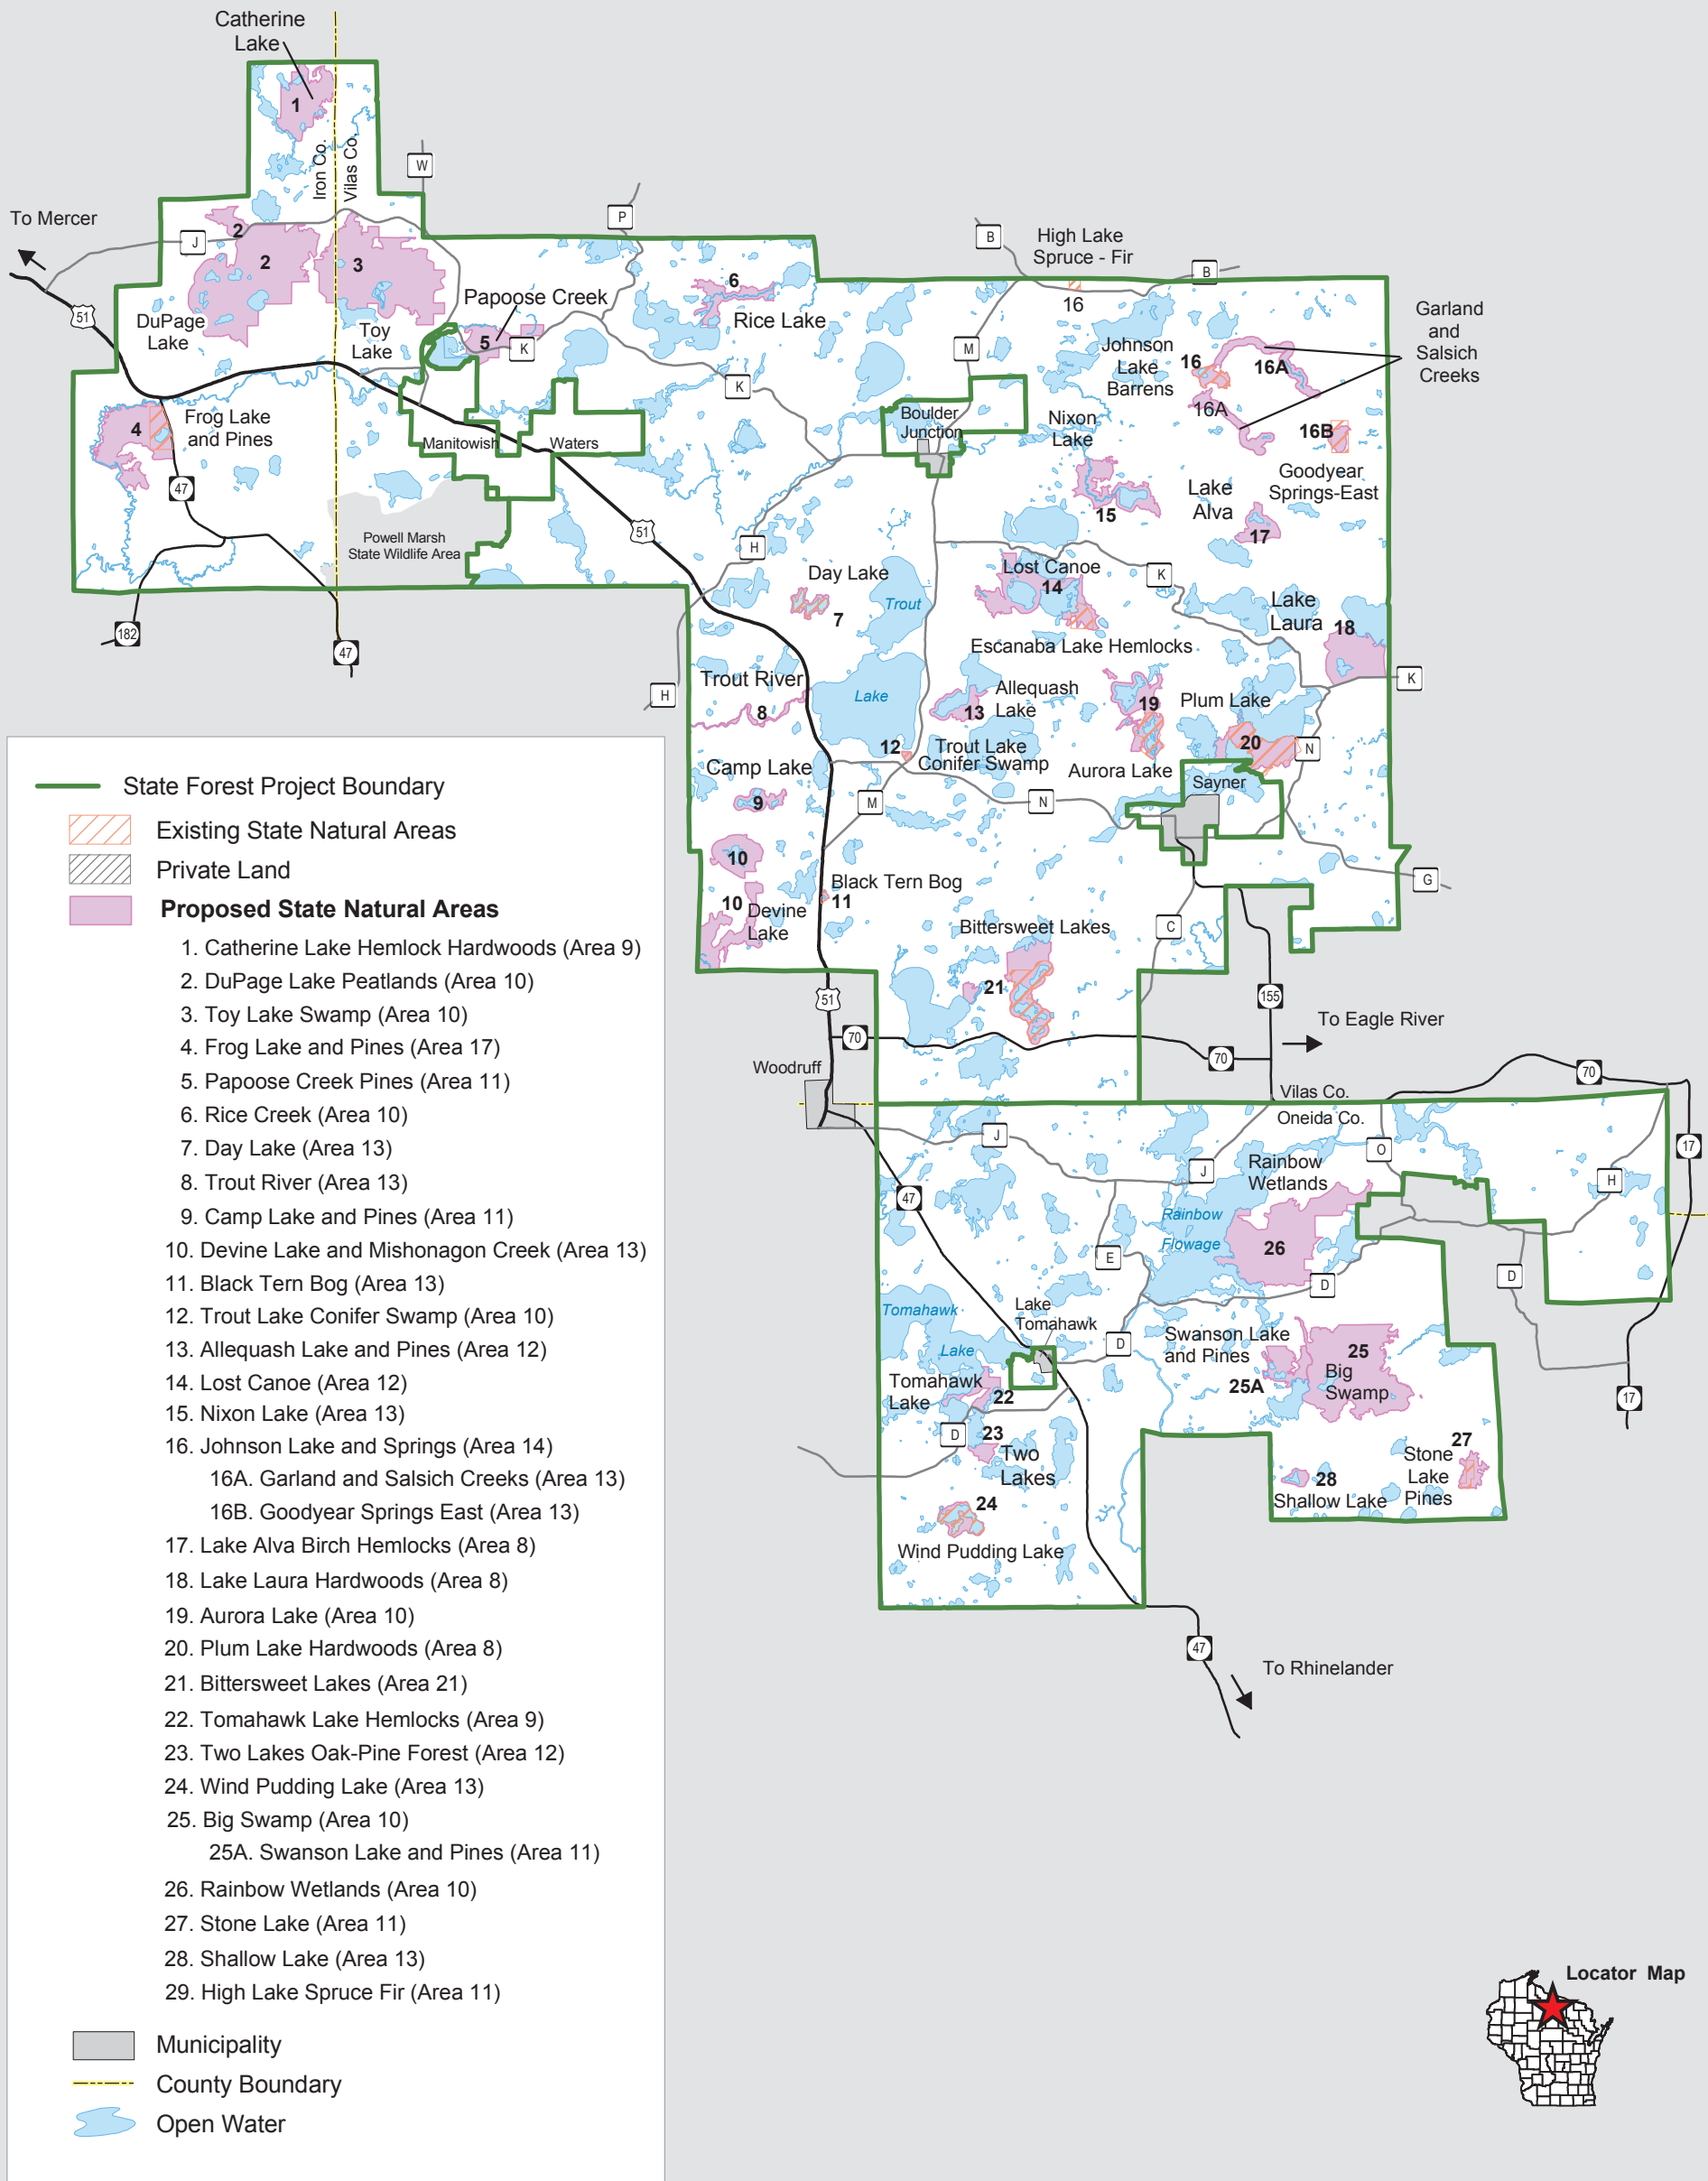 Catherine
Lake
1
Iron Co.
Vilas Co.
W
To Mercer
J
2
2
3
P
B
High Lake
Spruce - Fir
B
16
51
DuPage
Lake
Toy
Lake
Papoose Creek
5
K
6
Rice Lake
Garland
and
Salsich
Creeks
M
Johnson
Lake
Barrens
16
16A
16A
K
Frog Lake
and Pines
4
47
Manitowish
Waters
Boulder
Junction
Nixon
Lake
16B
Goodyear
Springs-East
Lake
Alva
15
17
Powell Marsh
State Wildlife Area
51
H
Day Lake
7
Trout
Lost Canoe
14
K
Lake
Laura
18
182
47
Escanaba Lake Hemlocks
H
Trout River
8
Lake
Allequash
Lake
13
19
Plum Lake
K
12
Trout Lake
Conifer Swamp
20
N
Camp Lake
9
Aurora Lake
Sayner
M
N
10
G
Black Tern Bog
11
10
Devine
Lake
Bittersweet Lakes
C
21
51
155
To Eagle River
70
70
70
Woodruff
Vilas Co.
Oneida Co.
J
O
17
J
Rainbow
Wetlands
H
47
Rainbow
Flowage
26
E
D
D
Tomahawk
Lake
Lake
Tomahawk
D
Swanson Lake
and Pines
25
Big
Swamp
25A
Tomahawk
Lake
22
17
D
23
Two
Lakes
27
Stone
Lake
Pines
28
Shallow Lake
24
Wind Pudding Lake
47
To Rhinelander
State Forest Project Boundary
Existing State Natural Areas
Private Land
Proposed State Natural Areas
1. Catherine Lake Hemlock Hardwoods (Area 9)
2. DuPage Lake Peatlands (Area 10)
3. Toy Lake Swamp (Area 10)
4. Frog Lake and Pines (Area 17)
5. Papoose Creek Pines (Area 11)
6. Rice Creek (Area 10)
7. Day Lake (Area 13)
8. Trout River (Area 13)
9. Camp Lake and Pines (Area 11)
10. Devine Lake and Mishonagon Creek (Area 13)
11. Black Tern Bog (Area 13)
12. Trout Lake Conifer Swamp (Area 10)
13. Allequash Lake and Pines (Area 12)
14. Lost Canoe (Area 12)
15. Nixon Lake (Area 13)
16. Johnson Lake and Springs (Area 14)
16A. Garland and Salsich Creeks (Area 13)
16B. Goodyear Springs East (Area 13)
17. Lake Alva Birch Hemlocks (Area 8)
18. Lake Laura Hardwoods (Area 8)
19. Aurora Lake (Area 10)
20. Plum Lake Hardwoods (Area 8)
21. Bittersweet Lakes (Area 21)
22. Tomahawk Lake Hemlocks (Area 9)
23. Two Lakes Oak-Pine Forest (Area 12)
24. Wind Pudding Lake (Area 13)
25. Big Swamp (Area 10)
25A. Swanson Lake and Pines (Area 11)
26. Rainbow Wetlands (Area 10)
27. Stone Lake (Area 11)
28. Shallow Lake (Area 13)
29. High Lake Spruce Fir (Area 11)
Municipality
County Boundary
Open Water
Locator Map